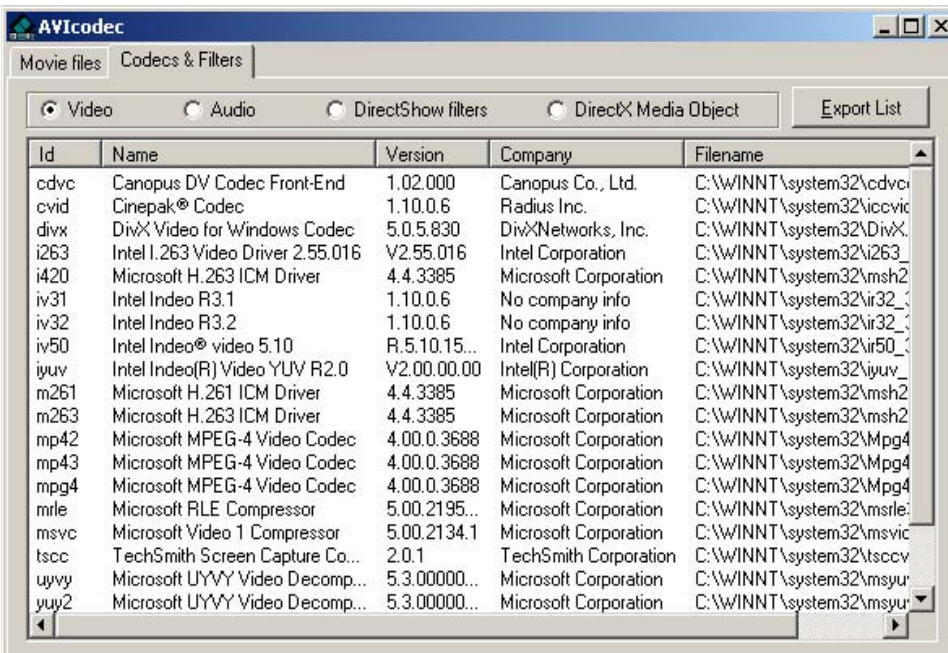 AVIcodec
Movie files Codecs & Filters
Video Audio DirectShow filters DirectX Media Object Export List
Id Name Version Company Filename
cdvc Canopus DV Codec Front-End 1.02.000 Canopus Co., Ltd. C:\WINNT\system32\cdvc
cvid Cinepak® Codec 1.10.0.6 Radius Inc. C:\WINNT\system32\iccvic
divx DivX Video for Windows Codec 5.0.5.830 DivXNetworks, Inc. C:\WINNT\system32\DivX.
i263 Intel I.263 Video Driver 2.55.016 V2.55.016 Intel Corporation C:\WINNT\system32\i263_
i420 Microsoft H.263 ICM Driver 4.4.3385 Microsoft Corporation C:\WINNT\system32\msh2
iv31 Intel Indeo R3.1 1.10.0.6 No company info C:\WINNT\system32\ir32_
iv32 Intel Indeo R3.2 1.10.0.6 No company info C:\WINNT\system32\ir32_
iv50 Intel Indeo® video 5.10 R.5.10.15... Intel Corporation C:\WINNT\system32\ir50_
iyuv Intel Indeo(R) Video YUV R2.0 V2.00.00.00 Intel(R) Corporation C:\WINNT\system32\iyuv_
m261 Microsoft H.261 ICM Driver 4.4.3385 Microsoft Corporation C:\WINNT\system32\msh2
m263 Microsoft H.263 ICM Driver 4.4.3385 Microsoft Corporation C:\WINNT\system32\msh2
mp42 Microsoft MPEG-4 Video Codec 4.00.0.3688 Microsoft Corporation C:\WINNT\system32\Mpg4
mp43 Microsoft MPEG-4 Video Codec 4.00.0.3688 Microsoft Corporation C:\WINNT\system32\Mpg4
mpg4 Microsoft MPEG-4 Video Codec 4.00.0.3688 Microsoft Corporation C:\WINNT\system32\Mpg4
mrle Microsoft RLE Compressor 5.00.2195... Microsoft Corporation C:\WINNT\system32\msrle
msvc Microsoft Video 1 Compressor 5.00.2134.1 Microsoft Corporation C:\WINNT\system32\msvic
tscc TechSmith Screen Capture Co... 2.0.1 TechSmith Corporation C:\WINNT\system32\tsccv
uyvy Microsoft UYVY Video Decomp... 5.3.00000... Microsoft Corporation C:\WINNT\system32\msyu
yuy2 Microsoft UYVY Video Decomp... 5.3.00000... Microsoft Corporation C:\WINNT\system32\msyu